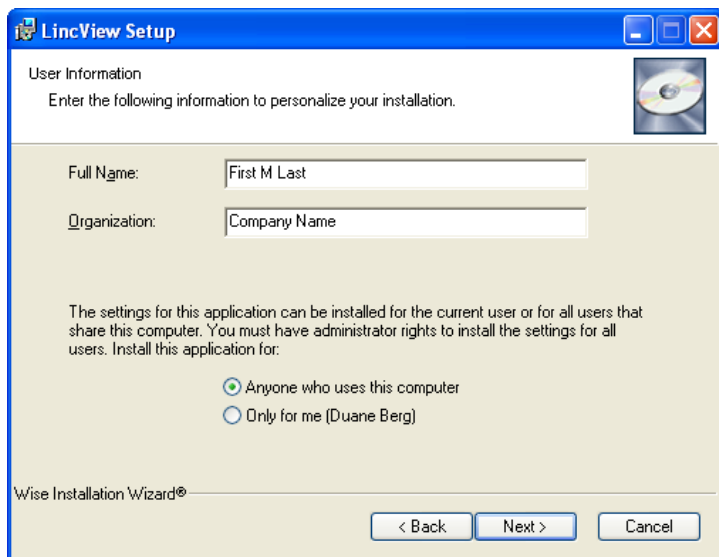 LincView Setup
User Information
Enter the following information to personalize your installation.
Full Name:
First M Last
Organization:
Company Name
The settings for this application can be installed for the current user or for all users that
share this computer. You must have administrator rights to install the settings for all
users. Install this application for:
Anyone who uses this computer
Only for me (Duane Berg)
Wise Installation Wizard®
< Back
Next >
Cancel